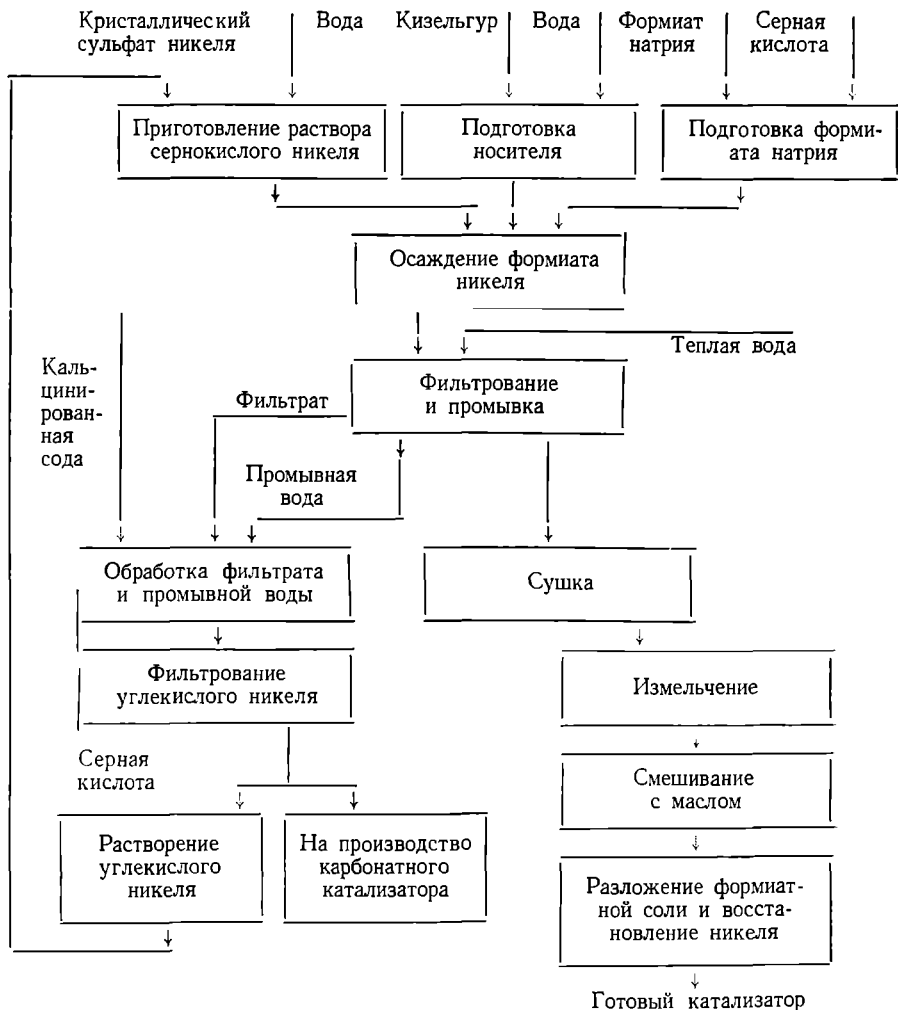 Кристаллический сульфат никеля
Вода
Кизельгур
Вода
Формиат натрия
Серная кислота
Приготовление раствора
сернокислого никеля
Подготовка
носителя
Подготовка форми-
ата натрия
Осаждение формиата
никеля
Теплая вода
Каль-
цини-
рован-
ная
сода
Фильтрование
и промывка
Фильтрат
Промывная
вода
Обработка фильтрата
и промывной воды
Сушка
Фильтрование
углекислого никеля
Измельчение
Серная
кислота
Смешивание
с маслом
Растворение
углекислого
никеля
На производство
карбонатного
катализатора
Разложение формиат-
ной соли и восста-
новление никеля
Готовый катализатор